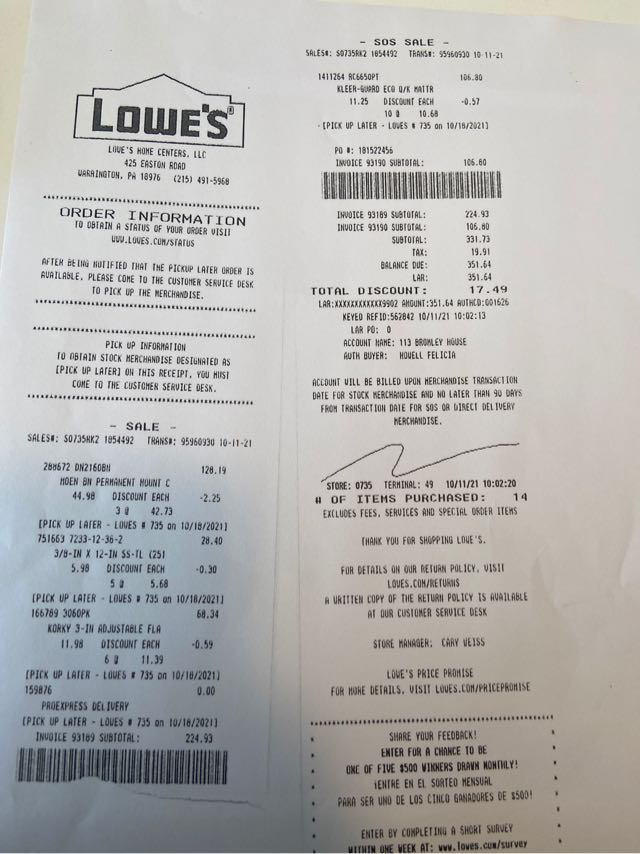 LOWE'S®
LOWE'S HOME CENTERS, LLC
425 EASTON ROAD
WARRINGTON, PA 18976 (215) 491-5968
ORDER INFORMATION
TO OBTAIN A STATUS OF YOUR ORDER VISIT
WWW.LOWES.COM/STATUS
AFTER BEING NOTIFIED THAT THE PICKUP LATER ORDER IS
AVAILABLE, PLEASE COME TO THE CUSTOMER SERVICE DESK
TO PICK UP THE MERCHANDISE.
PICK UP INFORMATION
TO OBTAIN STOCK MERCHANDISE DESIGNATED AS
[PICK UP LATER] ON THIS RECEIPT, YOU MUST
COME TO THE CUSTOMER SERVICE DESK.
- SALE -
SALES#: S0735RK2 1854492 TRANS#: 95960930 10-11-21
288672 DN2160BN 128.19
MOEN BN PERMANENT MOUNT C
44.98 DISCOUNT EACH -2.25
3 @ 42.73
[PICK UP LATER - LOWES # 735 on 10/18/2021]
751663 7233-12-36-2 28.40
3/8-IN X 12-IN SS-TL (251
5.98 DISCOUNT EACH -0.30
5 @ 5.68
[PICK UP LATER - LOWES # 735 on 10/18/2021]
166789 3060PK 68.34
KORKY 3-IN ADJUSTABLE FLA
11.98 DISCOUNT EACH -0.59
6 @ 11.39
[PICK UP LATER - LOWES # 735 on 10/18/2021]
159876 0.00
PROEXPRESS DELIVERY
[PICK UP LATER - LOWES # 735 on 10/18/2021]
INVOICE 93189 SUBTOTAL: 224.93
- SOS SALE -
SALES#: S0735RK2 1854492 TRANS#: 95960930 10-11-21
1411264 RC6650PT 106.80
KLEER-GUARD ECO Q/K MATTR
11.25 DISCOUNT EACH -0.57
10 @ 10.68
[PICK UP LATER - LOWES # 735 on 10/18/2021]
PO #: 181522456
INVOICE 93190 SUBTOTAL: 106.80
INVOICE 93189 SUBTOTAL: 224.93
INVOICE 93190 SUBTOTAL: 106.80
SUBTOTAL: 331.73
TAX: 19.91
BALANCE DUE: 351.64
LAR: 351.64
TOTAL DISCOUNT: 17.49
LAR:XXXXXXXXXXXX9902 AMOUNT:351.64 AUTHCD:001626
KEYED REFID:562842 10/11/21 10:02:13
LAR PO: 0
ACCOUNT NAME: 113 BROMLEY HOUSE
AUTH BUYER: HOWELL FELICIA
ACCOUNT WILL BE BILLED UPON MERCHANDISE TRANSACTION
DATE FOR STOCK MERCHANDISE AND NO LATER THAN 90 DAYS
FROM TRANSACTION DATE FOR SOS OR DIRECT DELIVERY
MERCHANDISE.
STORE: 0735 TERMINAL: 49 10/11/21 10:02:20
# OF ITEMS PURCHASED: 14
EXCLUDES FEES, SERVICES AND SPECIAL ORDER ITEMS
THANK YOU FOR SHOPPING LOWE'S.
FOR DETAILS ON OUR RETURN POLICY, VISIT
LOWES.COM/RETURNS
A WRITTEN COPY OF THE RETURN POLICY IS AVAILABLE
AT OUR CUSTOMER SERVICE DESK
STORE MANAGER: CARY WEISS
LOWE'S PRICE PROMISE
FOR MORE DETAILS, VISIT LOWES.COM/PRICEPROMISE
SHARE YOUR FEEDBACK!
ENTER FOR A CHANCE TO BE
ONE OF FIVE $500 WINNERS DRAWN MONTHLY!
¡ENTRE EN EL SORTEO MENSUAL
PARA SER UNO DE LOS CINCO GANADORES DE $500!
ENTER BY COMPLETING A SHORT SURVEY
WITHIN ONE WEEK AT: www.lowes.com/survey